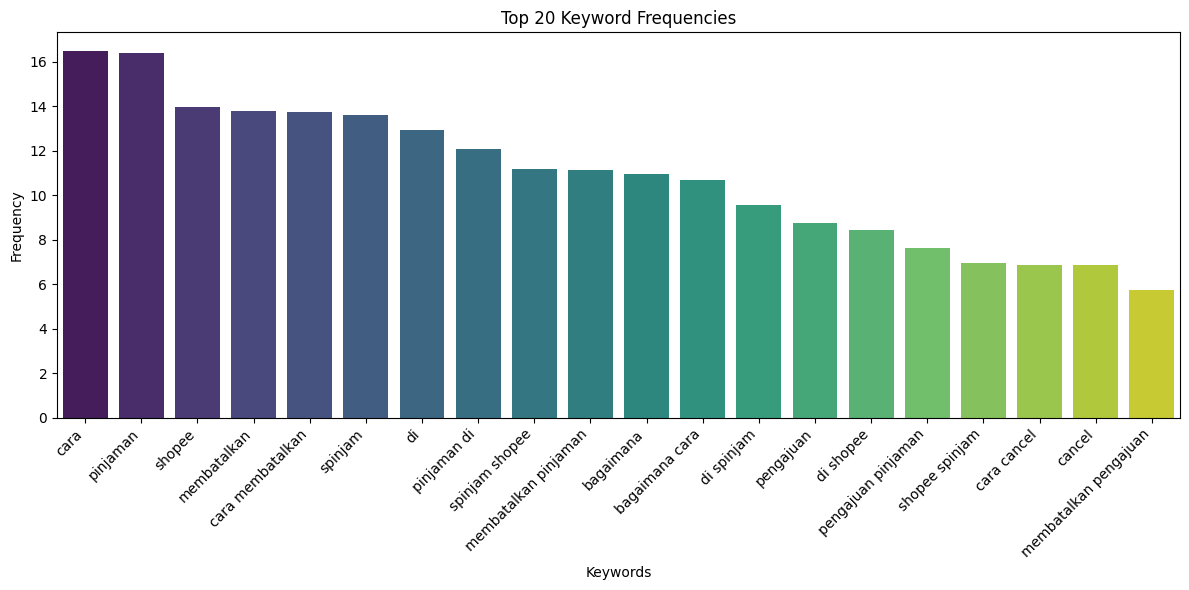 Top 20 Keyword Frequencies
Frequency
16
14
12
10
8
6
4
2
0
cara
pinjaman
shopee
membatalkan
cara membatalkan
spinjam
di
pinjaman di
spinjam shopee
membatalkan pinjaman
bagaimana
bagaimana cara
di spinjam
pengajuan
di shopee
pengajuan pinjaman
shopee spinjam
cara cancel
cancel
membatalkan pengajuan
Keywords